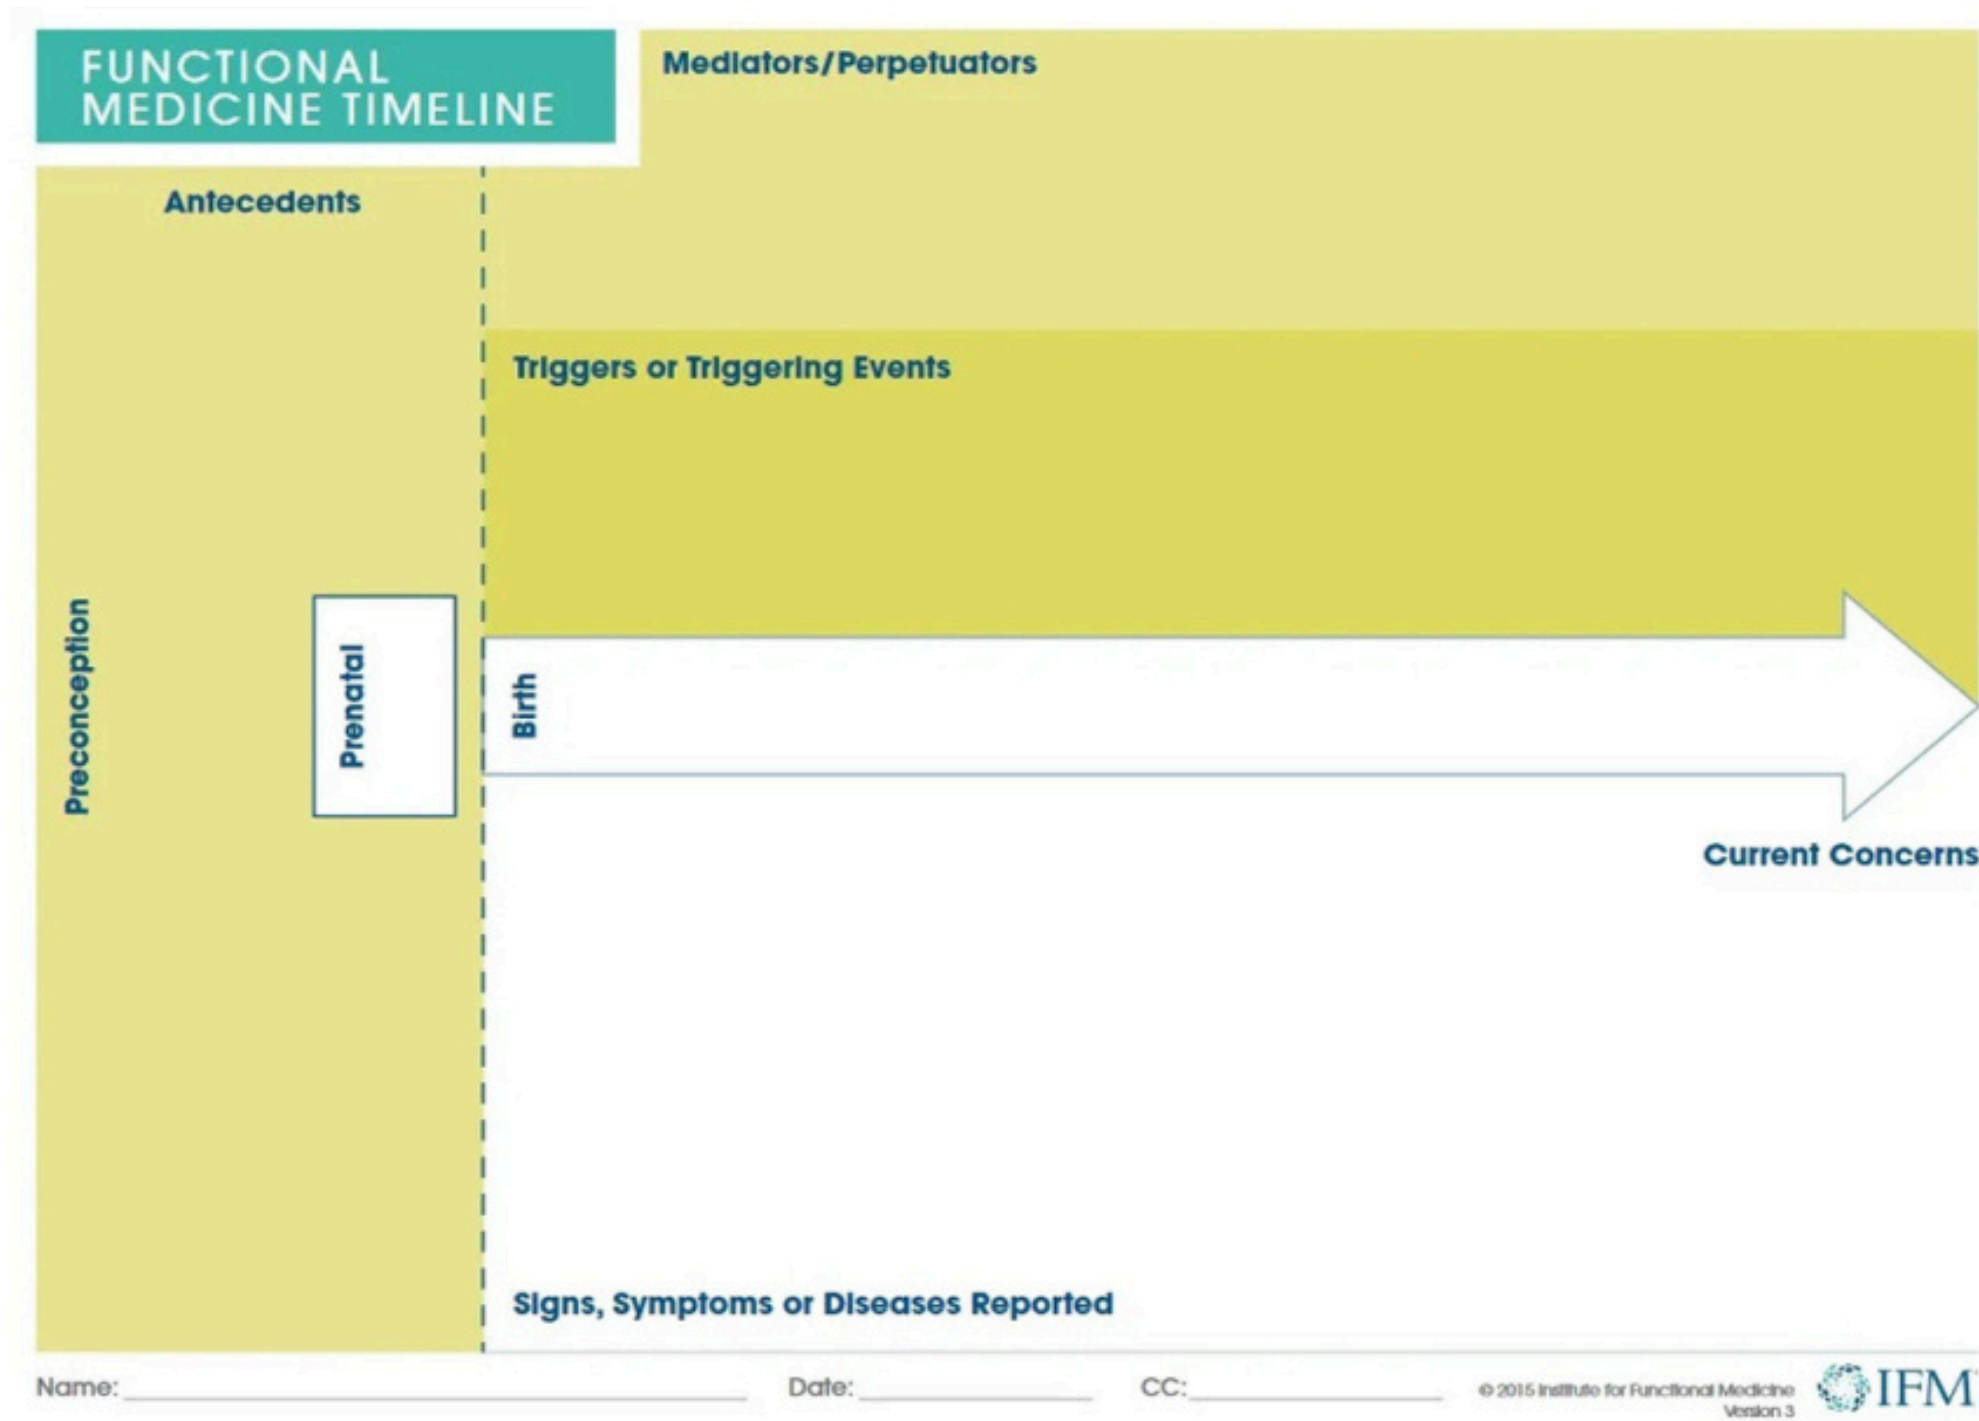 FUNCTIONAL
MEDICINE TIMELINE
Mediators/Perpetuators
Antecedents
Triggers or Triggering Events
Preconception
Prenatal
Birth
Current Concerns
Signs, Symptoms or Diseases Reported
Name:
Date:
CC:
© 2015 Institute for Functional Medicine
Version 3
IFM